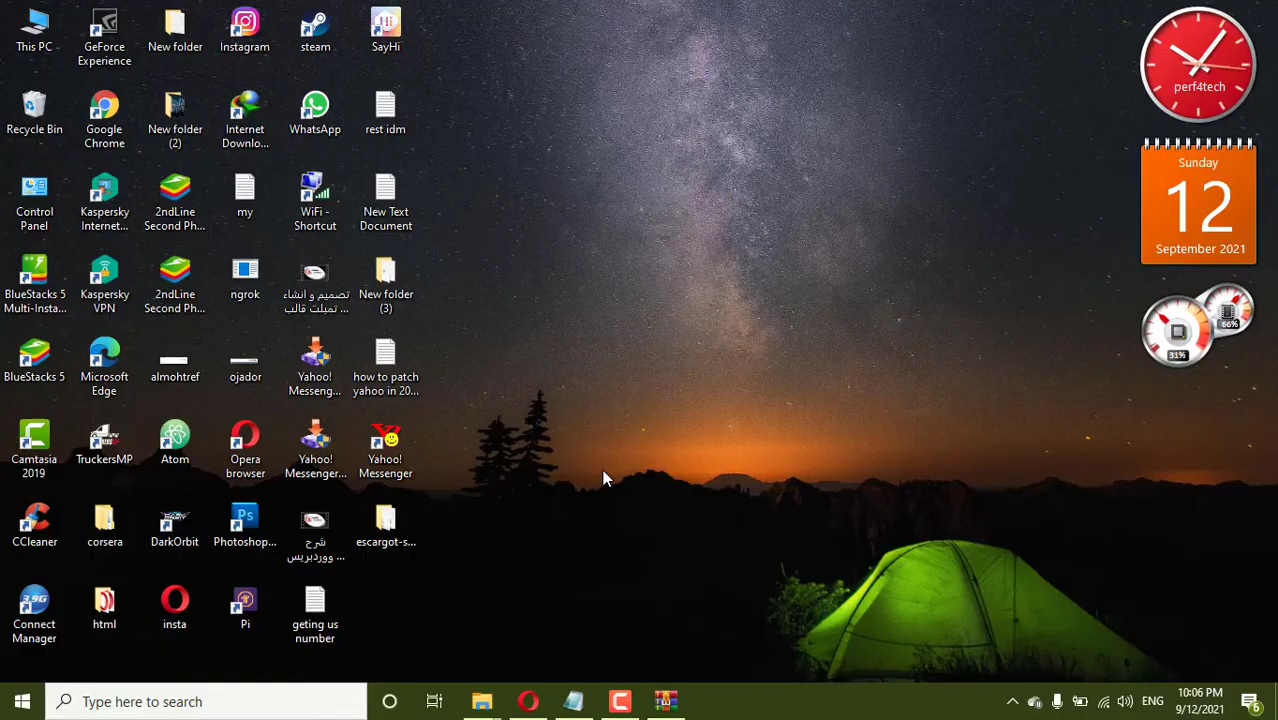 This PC
GeForce
Experience
New folder
Instagram
steam
SayHi
Recycle Bin
Google
Chrome
New folder
(2)
Internet
Downlo...
WhatsApp
rest idm
Control
Panel
Kaspersky
Internet...
2ndLine
Second Ph...
my
WiFi -
Shortcut
New Text
Document
BlueStacks 5
Multi-Insta...
Kaspersky
VPN
2ndLine
Second Ph...
ngrok
تصميم و انشاء
تمبلت قالب ...
New folder
(3)
BlueStacks 5
Microsoft
Edge
almohtref
ojador
Yahoo!
Messeng...
how to patch
yahoo in 20...
Camtasia
2019
TruckersMP
Atom
Opera
browser
Yahoo!
Messenger...
Yahoo!
Messenger
CCleaner
corsera
DarkOrbit
Photoshop...
شرح
ووردبريس ...
escargot-s...
Connect
Manager
html
insta
Pi
geting us
number
perf4tech
Sunday
12
September 2021
31%
66%
Type here to search
ENG
10:06 PM
9/12/2021
6